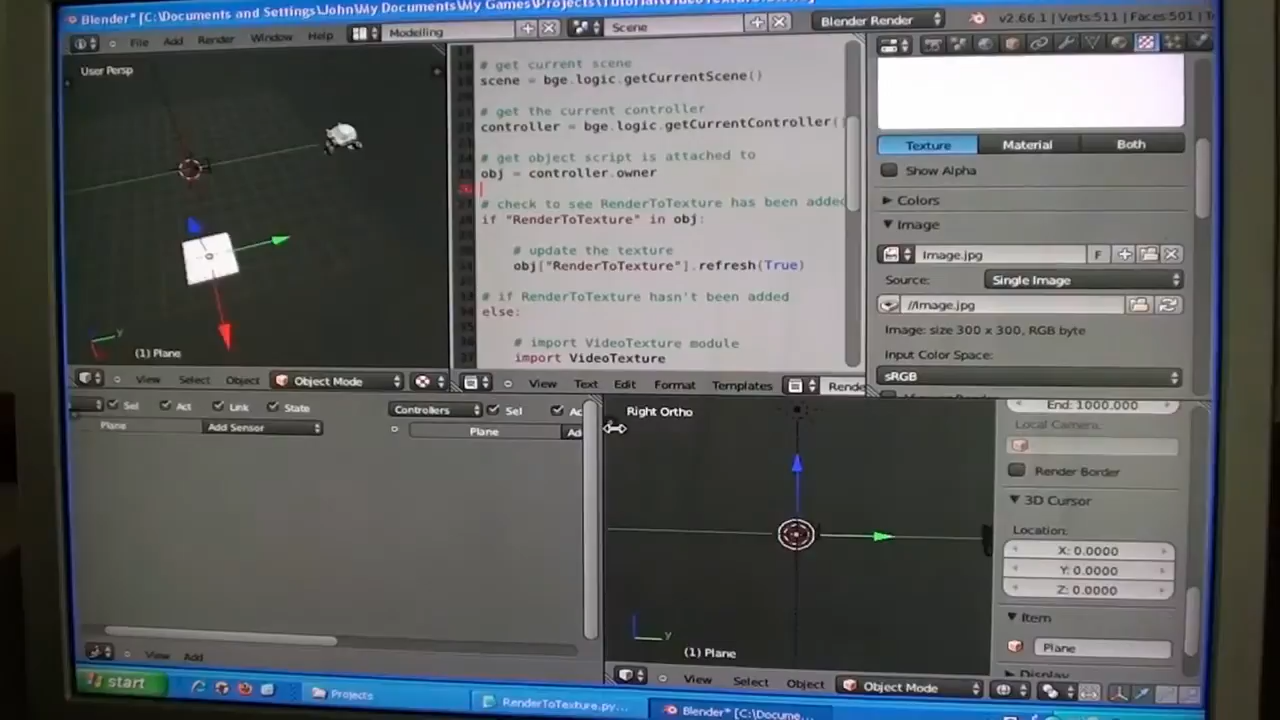 Blender* [C:\Documents and Settings\John\My Documents\My Games\Projects\Tutorial\
File Add Render Window Help Modelling Scene Blender Render v2.66.1 | Verts:511 | Faces:501 |
User Persp
# get current scene
scene = bge.logic.getCurrentScene()
# get the current controller
controller = bge.logic.getCurrentController()
# get object script is attached to
obj = controller.owner
# check to see RenderToTexture has been added
if "RenderToTexture" in obj:
# update the texture
obj["RenderToTexture"].refresh(True)
# if RenderToTexture hasn't been added
else:
# import VideoTexture module
import VideoTexture
(1) Plane
View Select Object Object Mode
View Text Edit Format Templates Rende
Texture Material Both
Show Alpha
Colors
Image
Image.jpg F
Source: Single Image
//Image.jpg
Image: size 300 x 300, RGB byte
Input Color Space:
sRGB
Sel Act Link State Controllers Sel Ac
Plane Add Sensor Plane Ad
View Add
Right Ortho
(1) Plane
View Select Object Object Mode
End: 1000.000
Local Camera:
Render Border
3D Cursor
Location:
X: 0.0000
Y: 0.0000
Z: 0.0000
Item
Plane
Display
start Projects RenderToTexture.py... Blender* [C:\Docume...